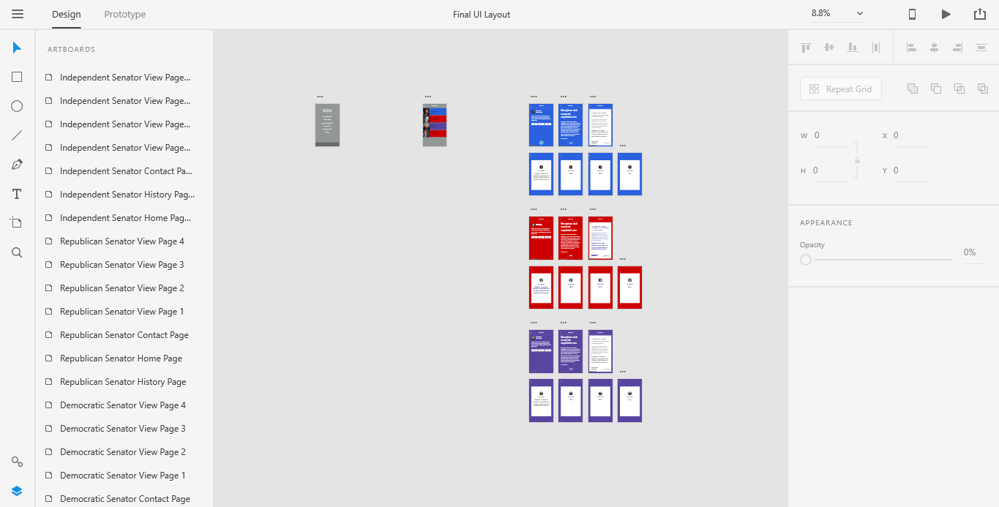 Design
Prototype
Final UI Layout
8.8%
ARTBOARDS
Independent Senator View Page...
Independent Senator View Page...
Independent Senator View Page...
Independent Senator View Page...
Independent Senator Contact Pa...
Independent Senator History Pag...
Independent Senator Home Pag...
Republican Senator View Page 4
Republican Senator View Page 3
Republican Senator View Page 2
Republican Senator View Page 1
Republican Senator Contact Page
Republican Senator Home Page
Republican Senator History Page
Democratic Senator View Page 4
Democratic Senator View Page 3
Democratic Senator View Page 2
Democratic Senator View Page 1
Democratic Senator Contact Page
Repeat Grid
W 0
X 0
H 0
Y 0
APPEARANCE
Opacity
0%